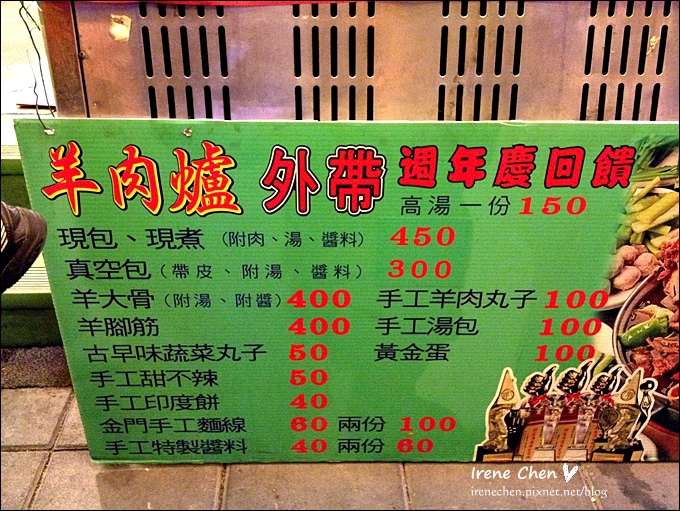 羊肉爐 外帶 週年慶回饋
高湯一份 150
現包、現煮（附肉、湯、醬料） 450
真空包（帶皮、附湯、醬料） 300
羊大骨（附湯、附醬） 400 手工羊肉丸子 100
羊腳筋 400 手工湯包 100
古早味蔬菜丸子 50 黃金蛋 100
手工甜不辣 50
手工印度餅 40
金門手工麵線 60 兩份 100
手工特製醬料 40 兩份 60
Irene Chen
irenechen.pixnet.net/blog